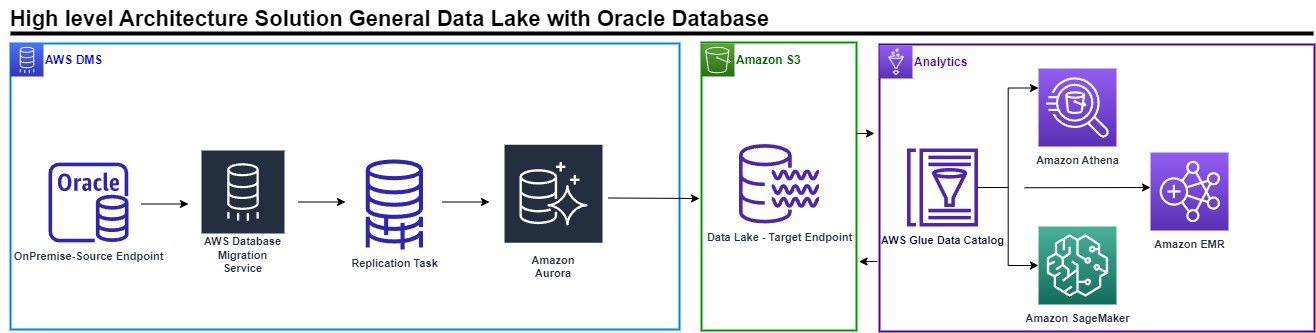 High level Architecture Solution General Data Lake with Oracle Database
AWS DMS
Oracle
OnPremise-Source Endpoint
AWS Database
Migration
Service
Replication Task
Amazon
Aurora
Amazon S3
Data Lake - Target Endpoint
Analytics
AWS Glue Data Catalog
Amazon Athena
Amazon EMR
Amazon SageMaker